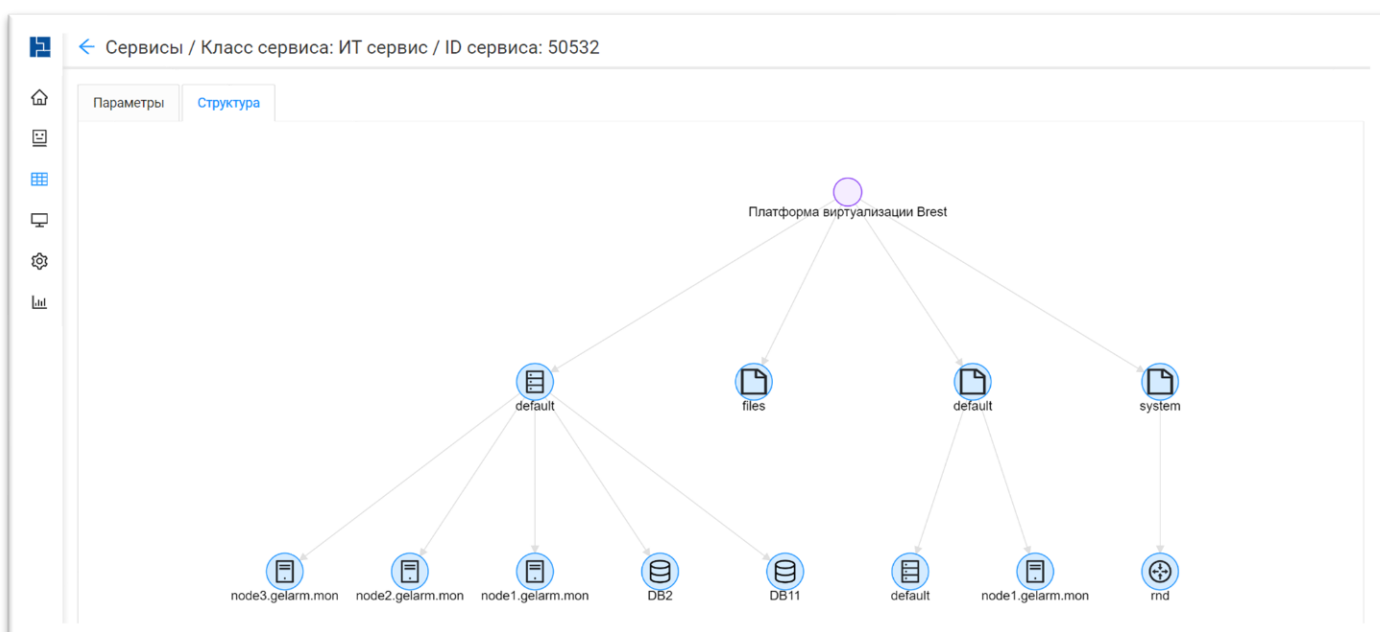 Сервисы / Класс сервиса: ИТ сервис / ID сервиса: 50532
Параметры Структура
Платформа виртуализации Brest
default files default system
node3.gelarm.mon node2.gelarm.mon node1.gelarm.mon DB2 DB11 default node1.gelarm.mon rnd